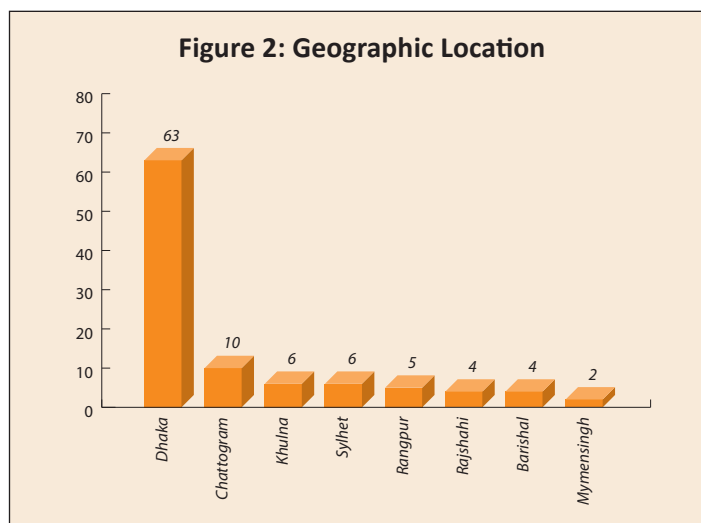 Figure 2: Geographic Location
80
70
60
50
40
30
20
10
0
63
10
6
6
5
4
4
2
Dhaka
Chattogram
Khulna
Sylhet
Rangpur
Rajshahi
Barishal
Mymensingh